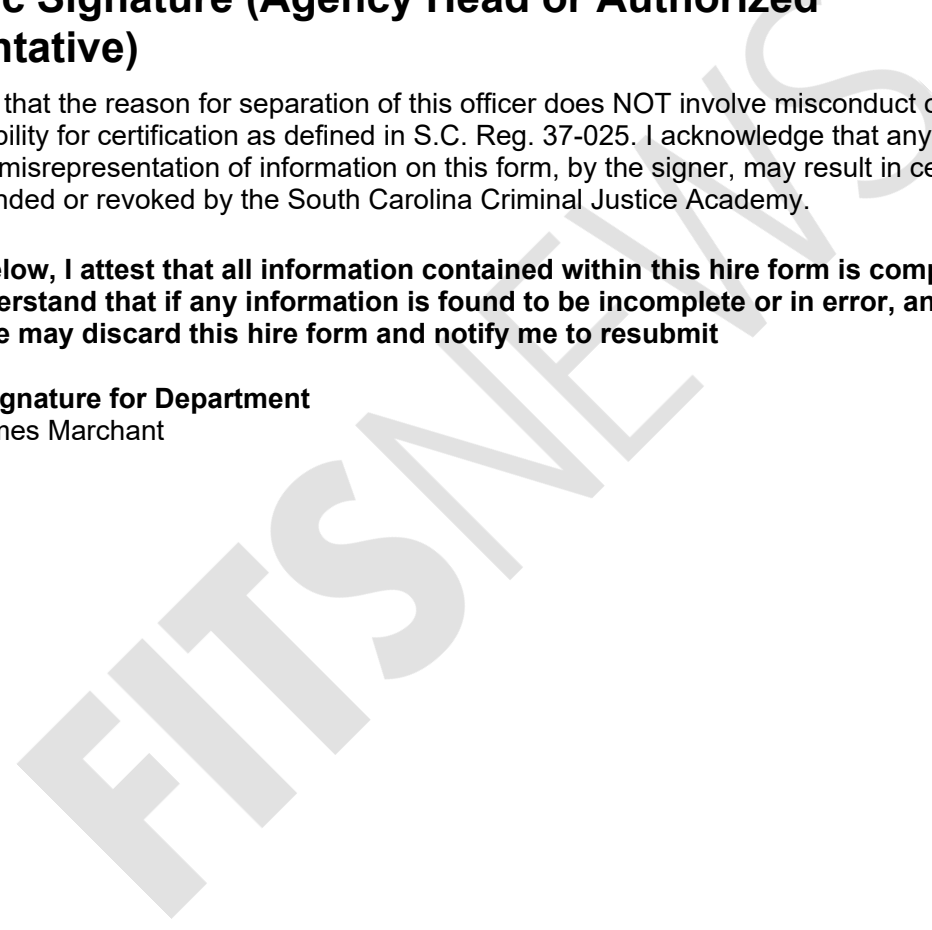 c Signature (Agency Head or Authorized
ntative)
that the reason for separation of this officer does NOT involve misconduct
bility for certification as defined in S.C. Reg. 37-025. I acknowledge that any
misrepresentation of information on this form, by the signer, may result in ce
nded or revoked by the South Carolina Criminal Justice Academy.
elow, I attest that all information contained within this hire form is comp
erstand that if any information is found to be incomplete or in error, an
e may discard this hire form and notify me to resubmit
gnature for Department
mes Marchant
FITSNEWS